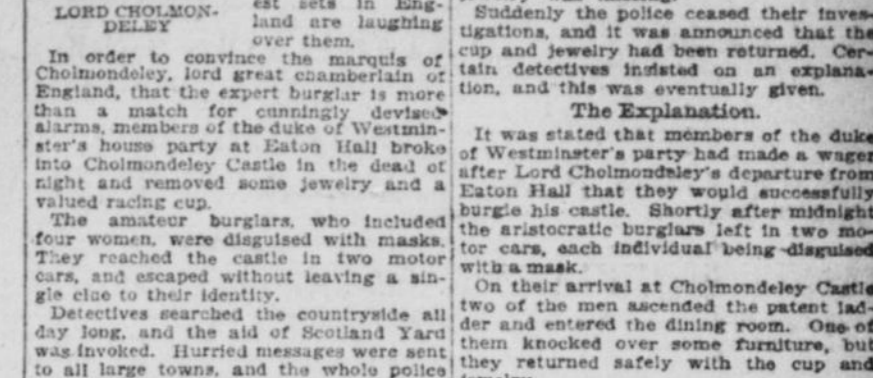 LORD CHOLMON-
DELEY
est sets in Eng-
land are laughing
over them.
In order to convince the marquis of
Cholmondeley, lord great chamberlain of
England, that the expert burglar is more
than a match for cunningly devised
alarms, members of the duke of Westmin-
ster's house party at Eaton Hall broke
into Cholmondeley Castle in the dead of
night and removed some jewelry and a
valued racing cup.
The amateur burglars, who included
four women, were disguised with masks.
They reached the castle in two motor
cars, and escaped without leaving a sin-
gle clue to their identity.
Detectives searched the countryside all
day long, and the aid of Scotland Yard
was invoked. Hurried messages were sent
to all large towns, and the whole police
Suddenly the police ceased their inves-
tigations, and it was announced that the
cup and jewelry had been returned. Cer-
tain detectives insisted on an explana-
tion, and this was eventually given.
The Explanation.
It was stated that members of the duke
of Westminster's party had made a wager
after Lord Cholmondeley's departure from
Eaton Hall that they would successfully
burgle his castle. Shortly after midnight
the aristocratic burglars left in two mo-
tor cars, each individual being disguised
with a mask.
On their arrival at Cholmondeley Castle
two of the men ascended the patent lad-
der and entered the dining room. One of
them knocked over some furniture, but
they returned safely with the cup and